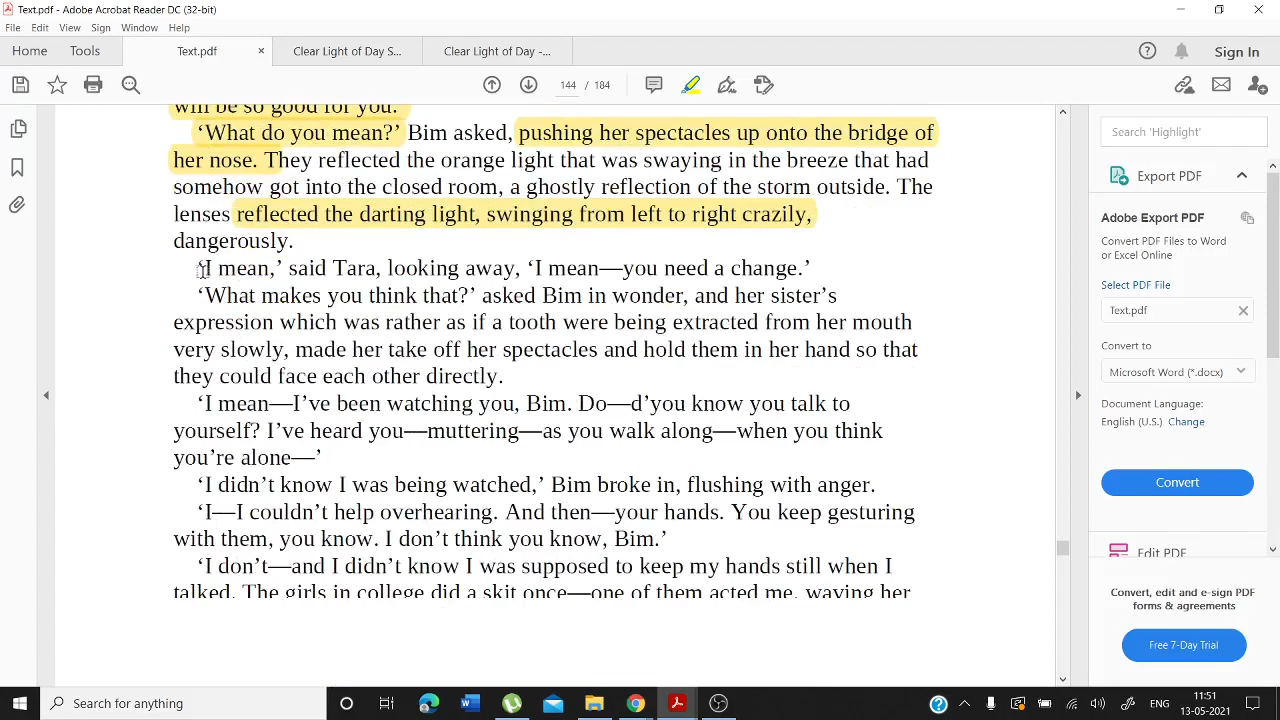 Text.pdf - Adobe Acrobat Reader DC (32-bit)
File Edit View Sign Window Help
Home Tools Text.pdf × Clear Light of Day S... Clear Light of Day -... Sign In
144 / 184
will be so good for you.’
‘What do you mean?’ Bim asked, pushing her spectacles up onto the bridge of
her nose. They reflected the orange light that was swaying in the breeze that had
somehow got into the closed room, a ghostly reflection of the storm outside. The
lenses reflected the darting light, swinging from left to right crazily,
dangerously.
‘I mean,’ said Tara, looking away, ‘I mean—you need a change.’
‘What makes you think that?’ asked Bim in wonder, and her sister’s
expression which was rather as if a tooth were being extracted from her mouth
very slowly, made her take off her spectacles and hold them in her hand so that
they could face each other directly.
‘I mean—I’ve been watching you, Bim. Do—d’you know you talk to
yourself? I’ve heard you—muttering—as you walk along—when you think
you’re alone—’
‘I didn’t know I was being watched,’ Bim broke in, flushing with anger.
‘I—I couldn’t help overhearing. And then—your hands. You keep gesturing
with them, you know. I don’t think you know, Bim.’
‘I don’t—and I didn’t know I was supposed to keep my hands still when I
talked. The girls in college did a skit once—one of them acted me, waving her
Search 'Highlight'
Export PDF
Adobe Export PDF
Convert PDF Files to Word
or Excel Online
Select PDF File
Text.pdf
Convert to
Microsoft Word (*.docx)
Document Language:
English (U.S.) Change
Convert
Edit PDF
Convert, edit and e-sign PDF
forms & agreements
Free 7-Day Trial
Search for anything
ENG
11:51
13-05-2021